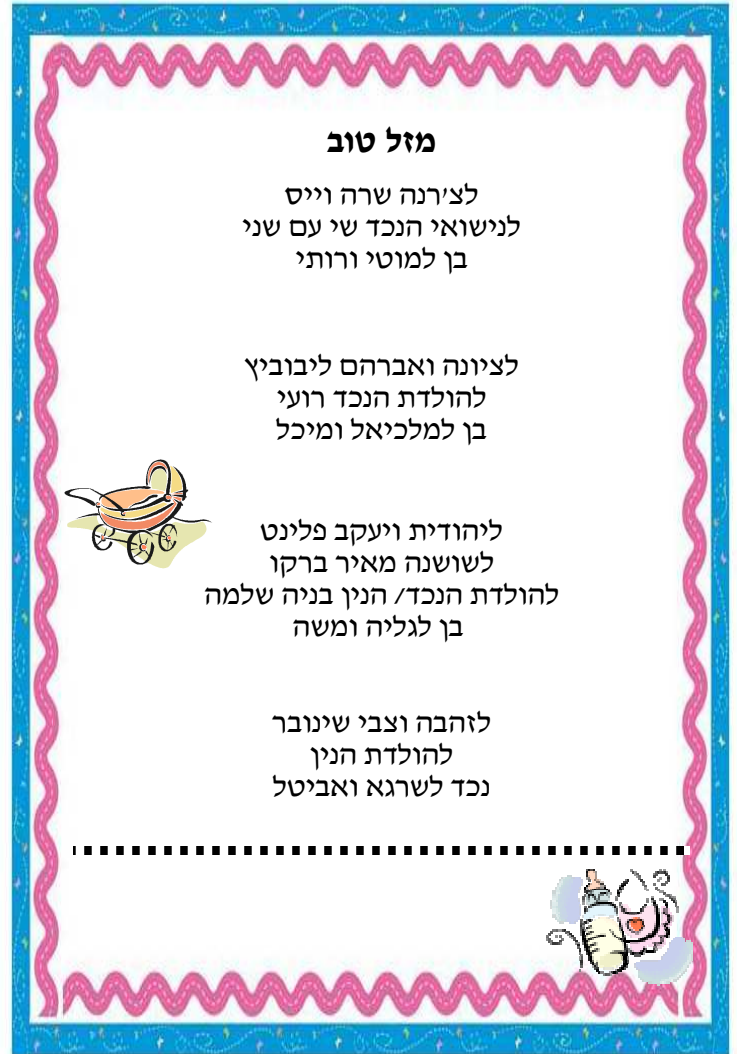 מזל טוב
לצ'רנה שרה וייס
לנישואי הנכד שי עם שני
בן למוטי ורותי
לציונה ואברהם ליבוביץ
להולדת הנכד רועי
בן למלכיאל ומיכל
ליהודית ויעקב פלינט
לשושנה מאיר ברקו
להולדת הנכד/ הנין בניה שלמה
בן לגליה ומשה
לזהבה וצבי שינובר
להולדת הנין
נכד לשרגא ואביטל